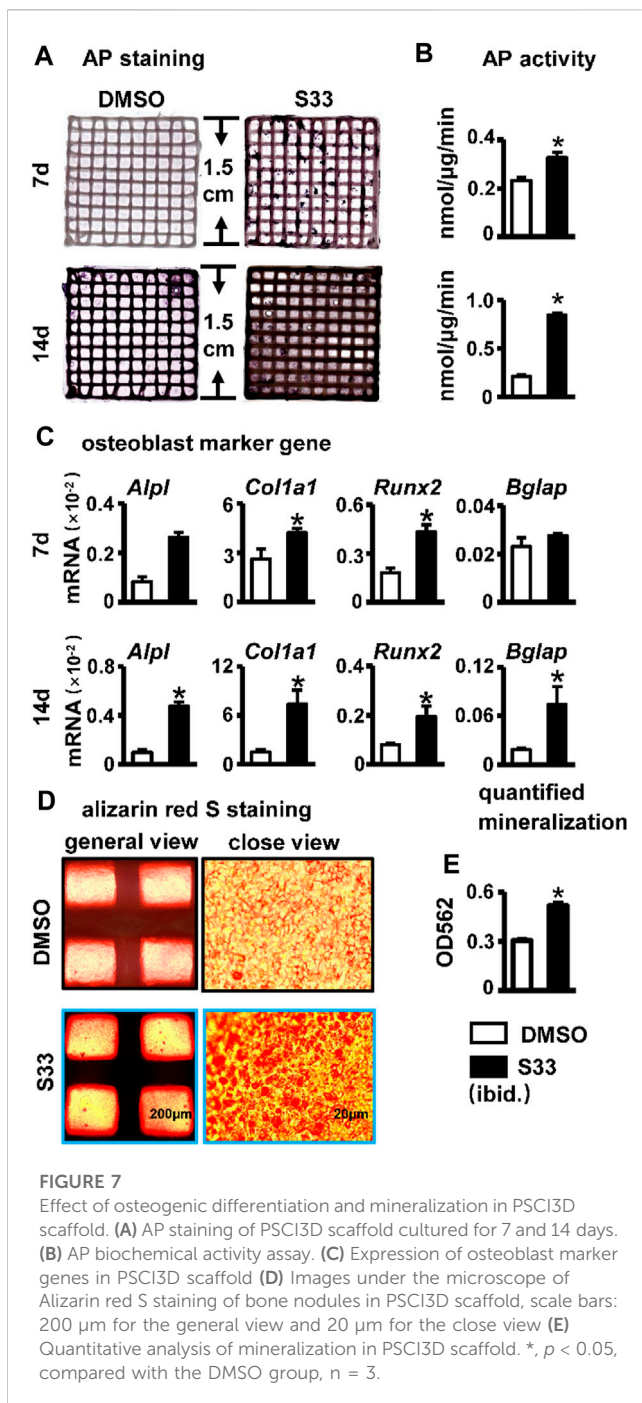 A AP staining
DMSO S33
7d
1.5
cm
14d
1.5
cm
B AP activity
nmol/μg/min
0.4
0.2
0
*
nmol/μg/min
1.0
0.5
0
*
C osteoblast marker gene
7d
mRNA (×10-2)
Alpl
0.4
0.2
0
Col1a1
6
3
0
*
Runx2
0.6
0.3
0
*
Bglap
0.04
0.02
0
14d
mRNA (×10-2)
Alpl
0.8
0.4
0
*
Col1a1
12
6
0
*
Runx2
0.4
0.2
0
*
Bglap
0.12
0.06
0
*
D alizarin red S staining
general view close view
DMSO
S33
200μm
20μm
quantified
mineralization
E
OD562
0.6
0.3
0
*
DMSO
S33
(ibid.)
FIGURE 7
Effect of osteogenic differentiation and mineralization in PSCI3D
scaffold. (A) AP staining of PSCI3D scaffold cultured for 7 and 14 days.
(B) AP biochemical activity assay. (C) Expression of osteoblast marker
genes in PSCI3D scaffold (D) Images under the microscope of
Alizarin red S staining of bone nodules in PSCI3D scaffold, scale bars:
200 μm for the general view and 20 μm for the close view (E)
Quantitative analysis of mineralization in PSCI3D scaffold. *, p < 0.05,
compared with the DMSO group, n = 3.